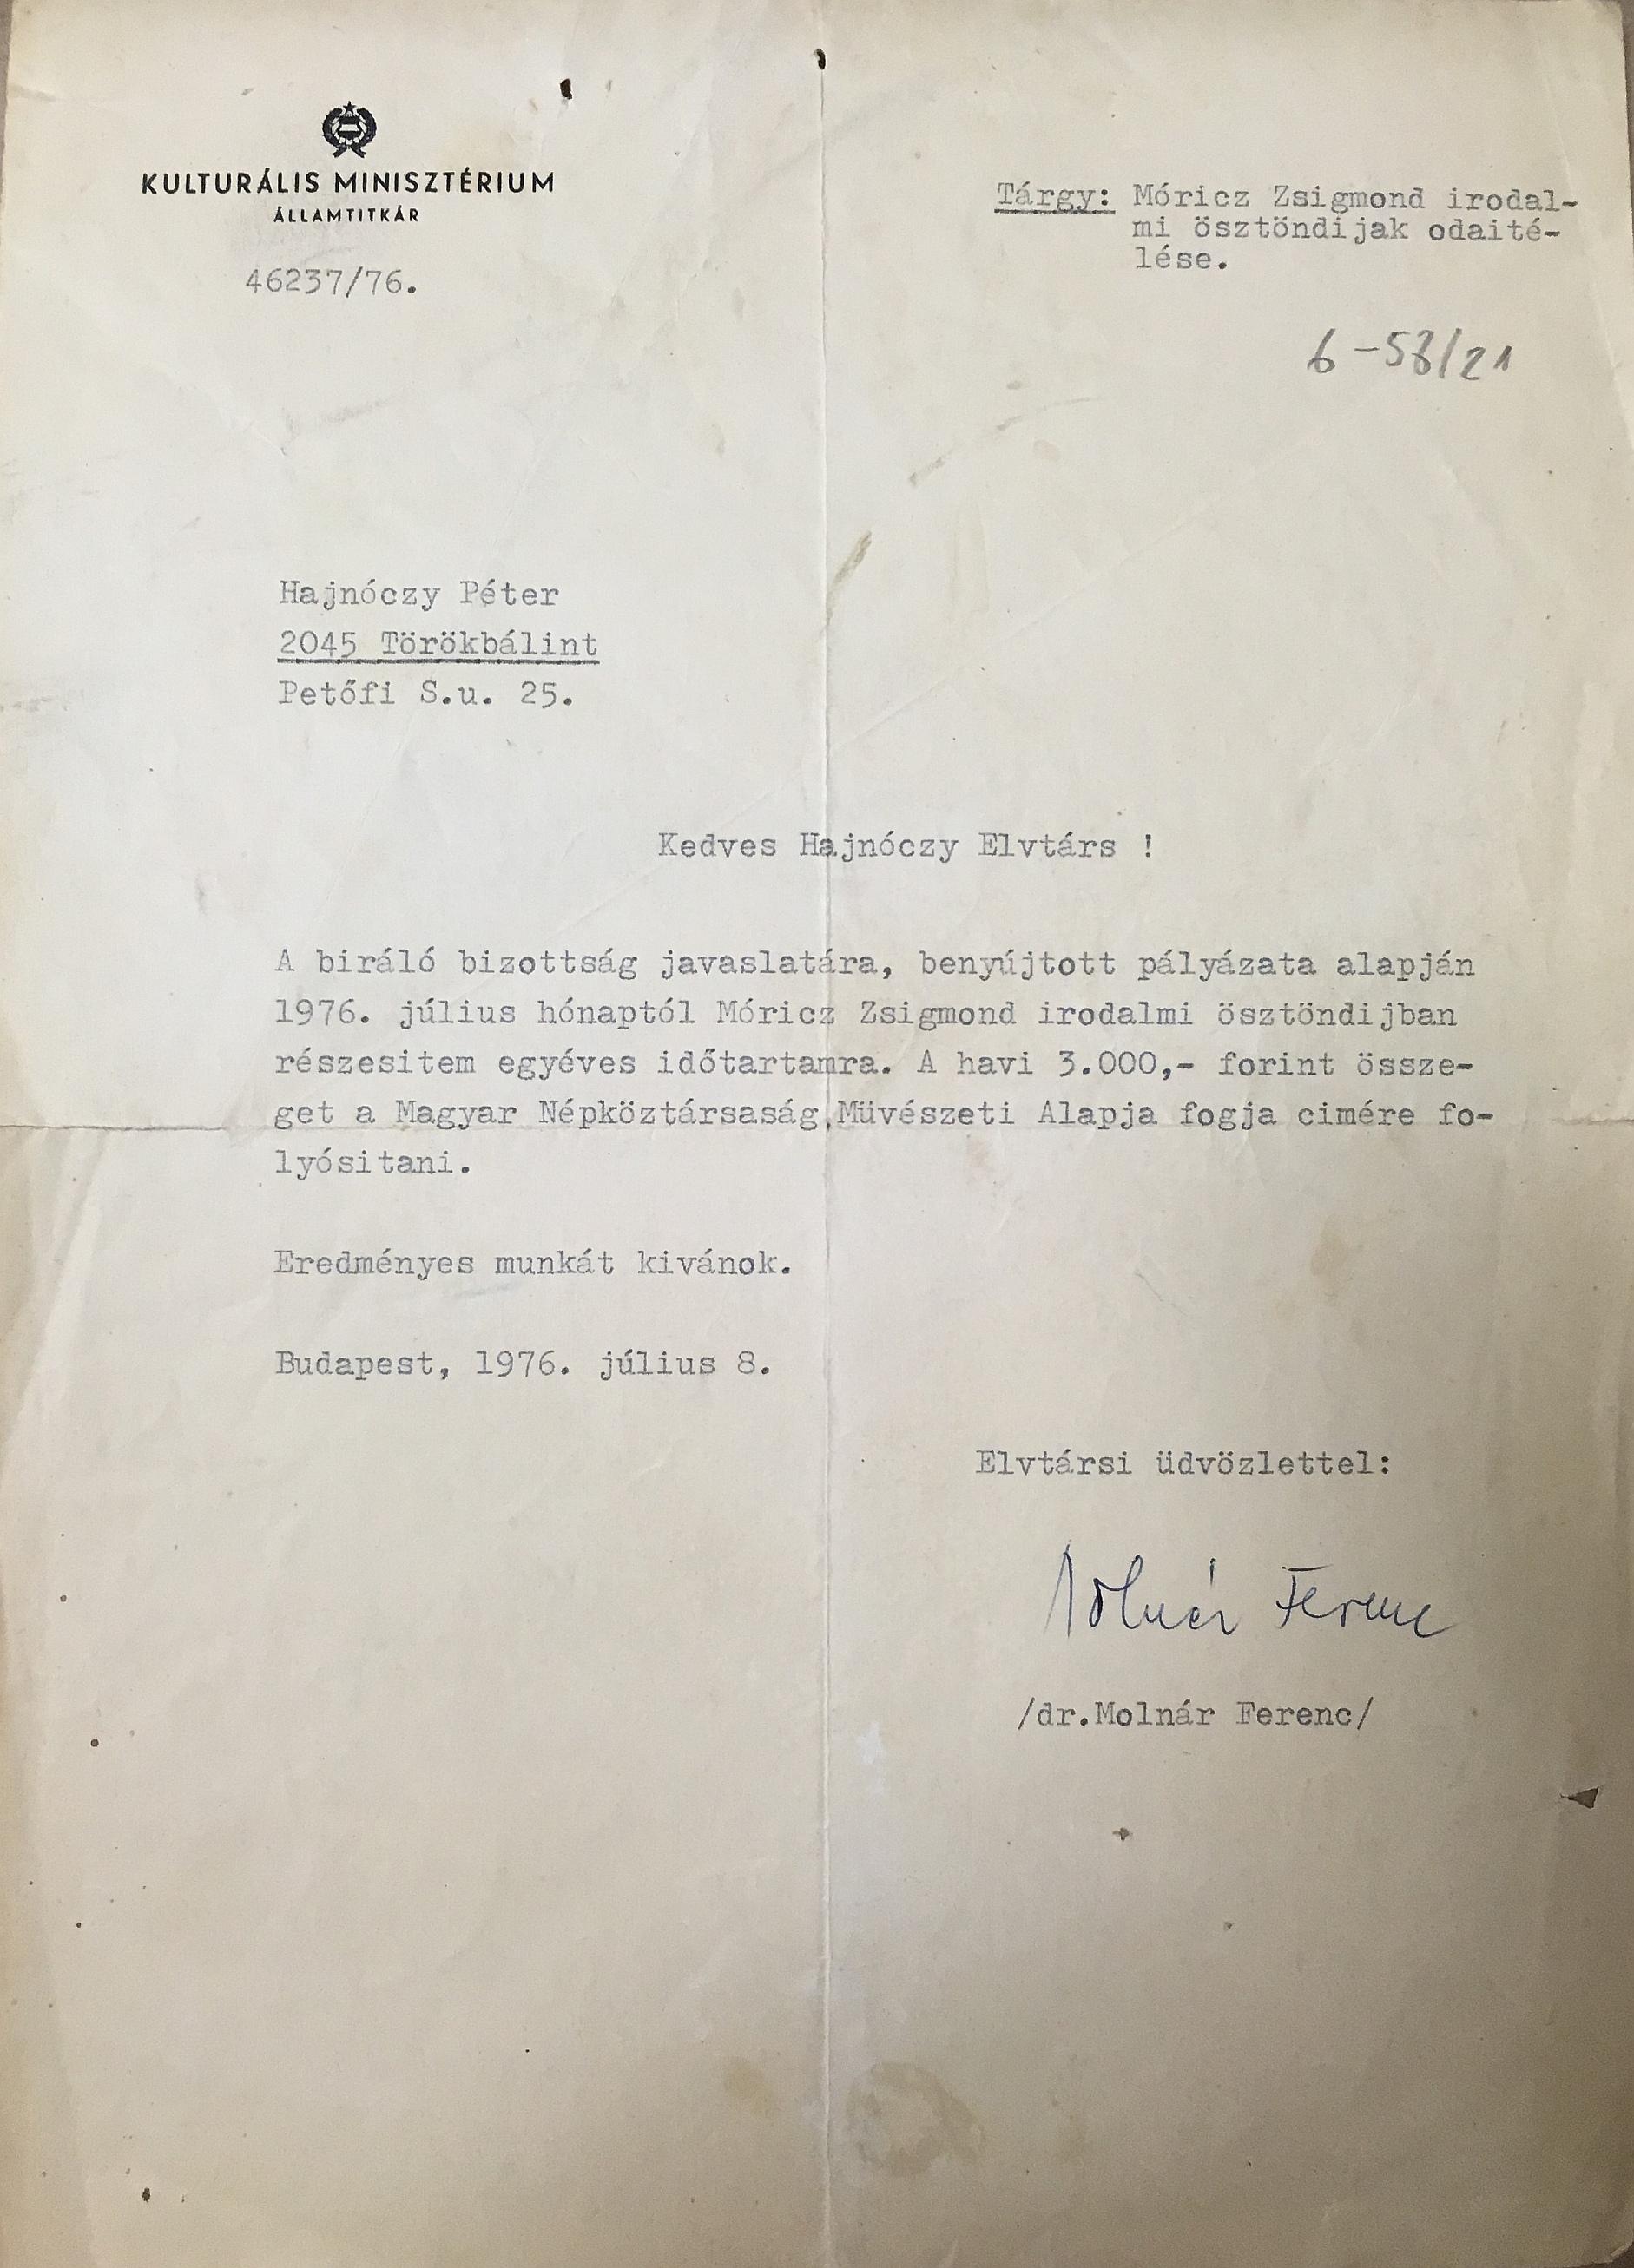 KULTURÁLIS MINISZTÉRIUM
ÁLLAMTITKÁR
46237/76.
Tárgy: Móricz Zsigmond irodal-
mi ösztöndijak odaité-
lése.
6-58/21
Hajnóczy Péter
2045 Törökbálint
Petőfi S.u. 25.
Kedves Hajnóczy Elvtárs !
A biráló bizottság javaslatára, benyújtott pályázata alapján
1976. július hónaptól Móricz Zsigmond irodalmi ösztöndijban
részesitem egyéves időtartamra. A havi 3.000,- forint össze-
get a Magyar Népköztársaság Müvészeti Alapja fogja cimére fo-
lyósitani.
Eredményes munkát kivánok.
Budapest, 1976. július 8.
Elvtársi üdvözlettel:
Molnár Ferenc
/dr.Molnár Ferenc/